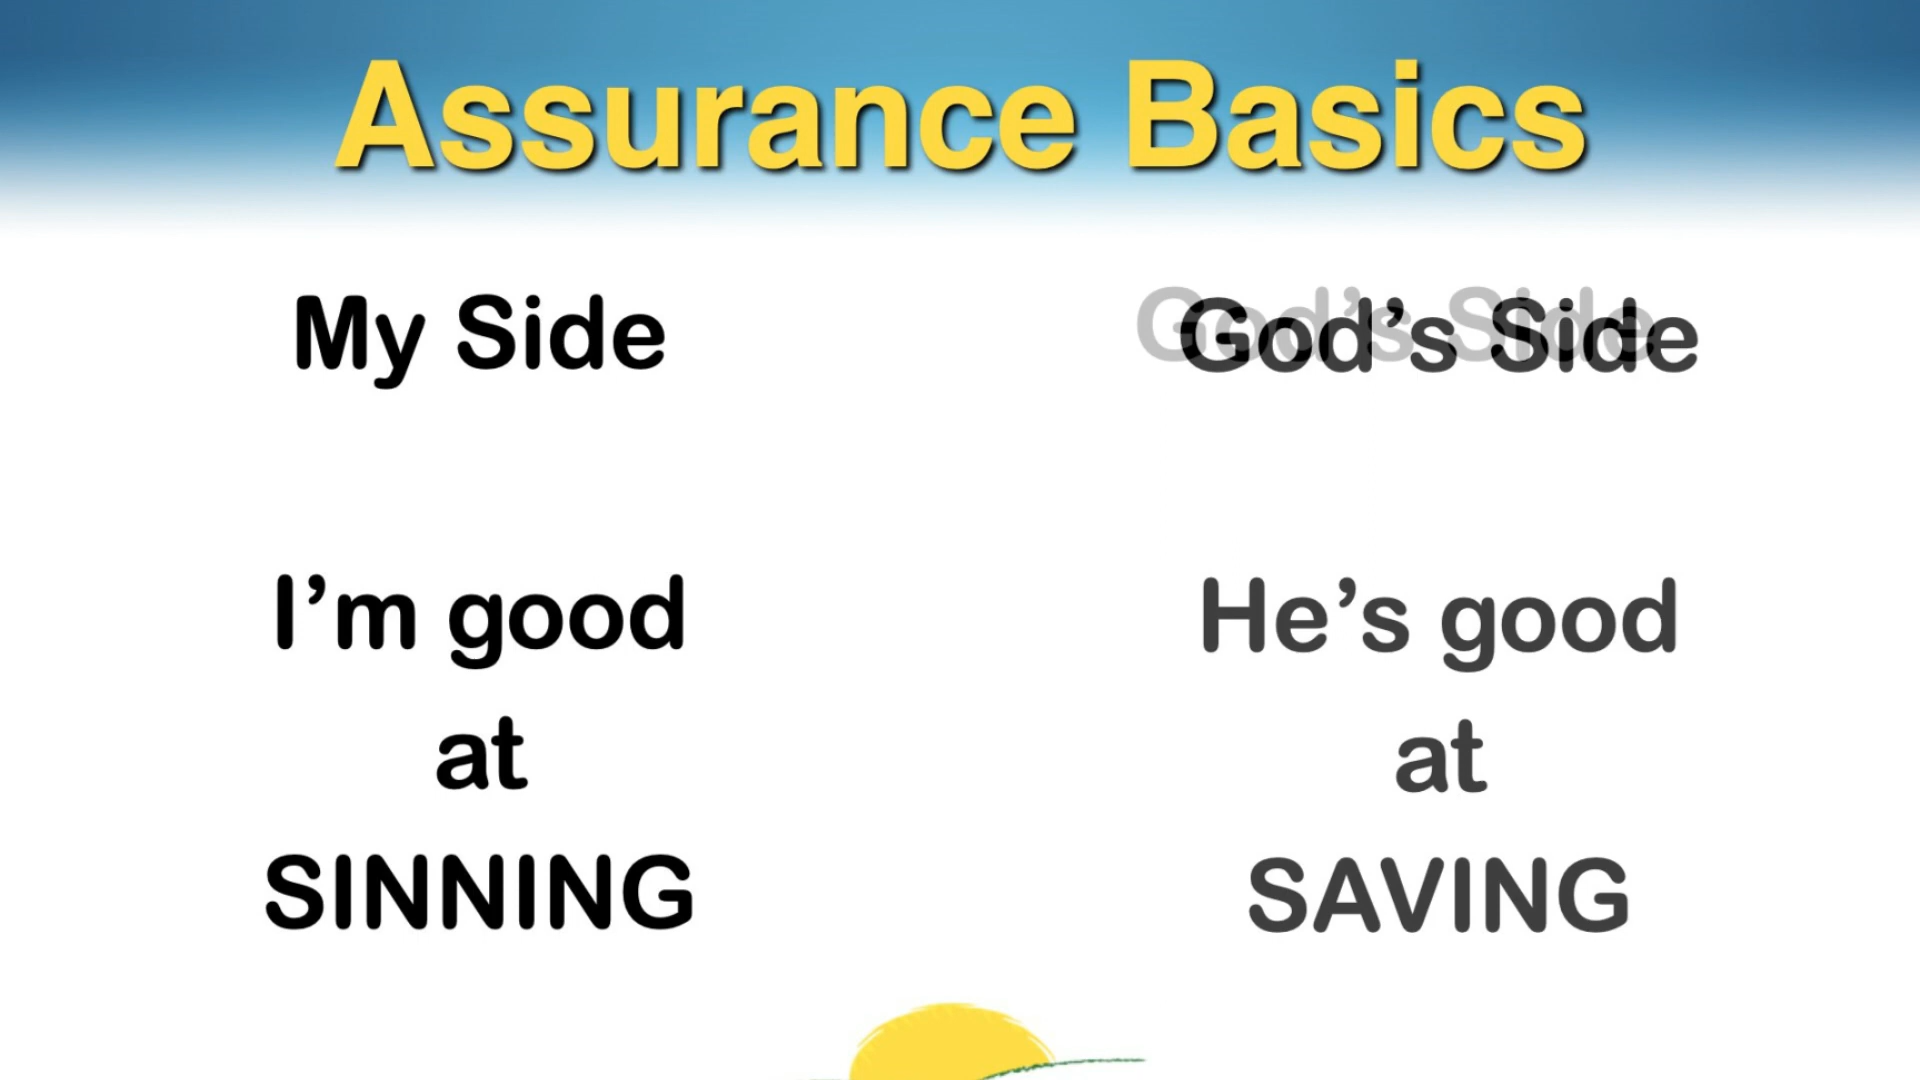 Assurance Basics
My Side
God’s Side
I’m good
at
SINNING
He’s good
at
SAVING